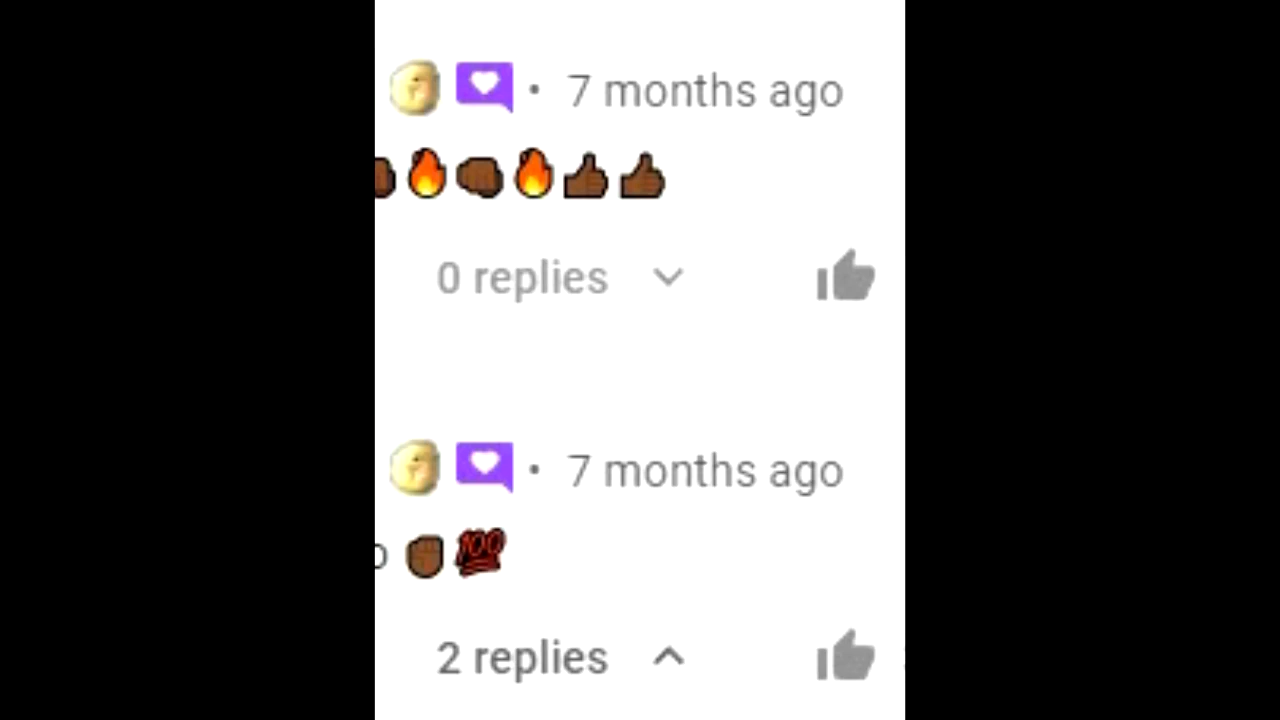 • 7 months ago
🔥👊🏾🔥👍🏾👍🏾
0 replies
• 7 months ago
✊🏾💯
2 replies